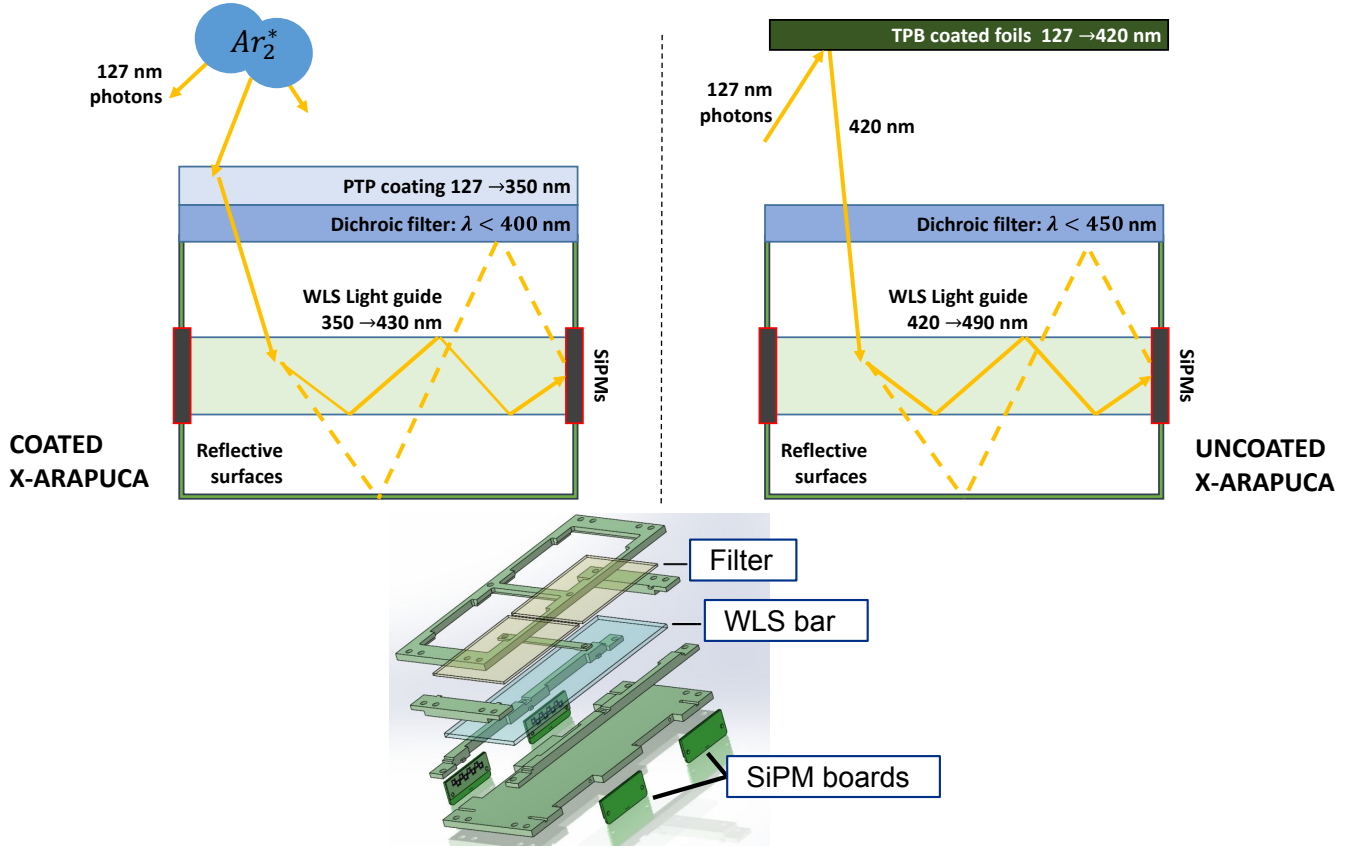 Ar₂*
127 nm
photons
PTP coating 127 →350 nm
Dichroic filter: λ < 400 nm
WLS Light guide
350 →430 nm
SiPMs
Reflective
surfaces
COATED
X-ARAPUCA
TPB coated foils 127 →420 nm
127 nm
photons
420 nm
Dichroic filter: λ < 450 nm
WLS Light guide
420 →490 nm
SiPMs
Reflective
surfaces
UNCOATED
X-ARAPUCA
Filter
WLS bar
SiPM boards